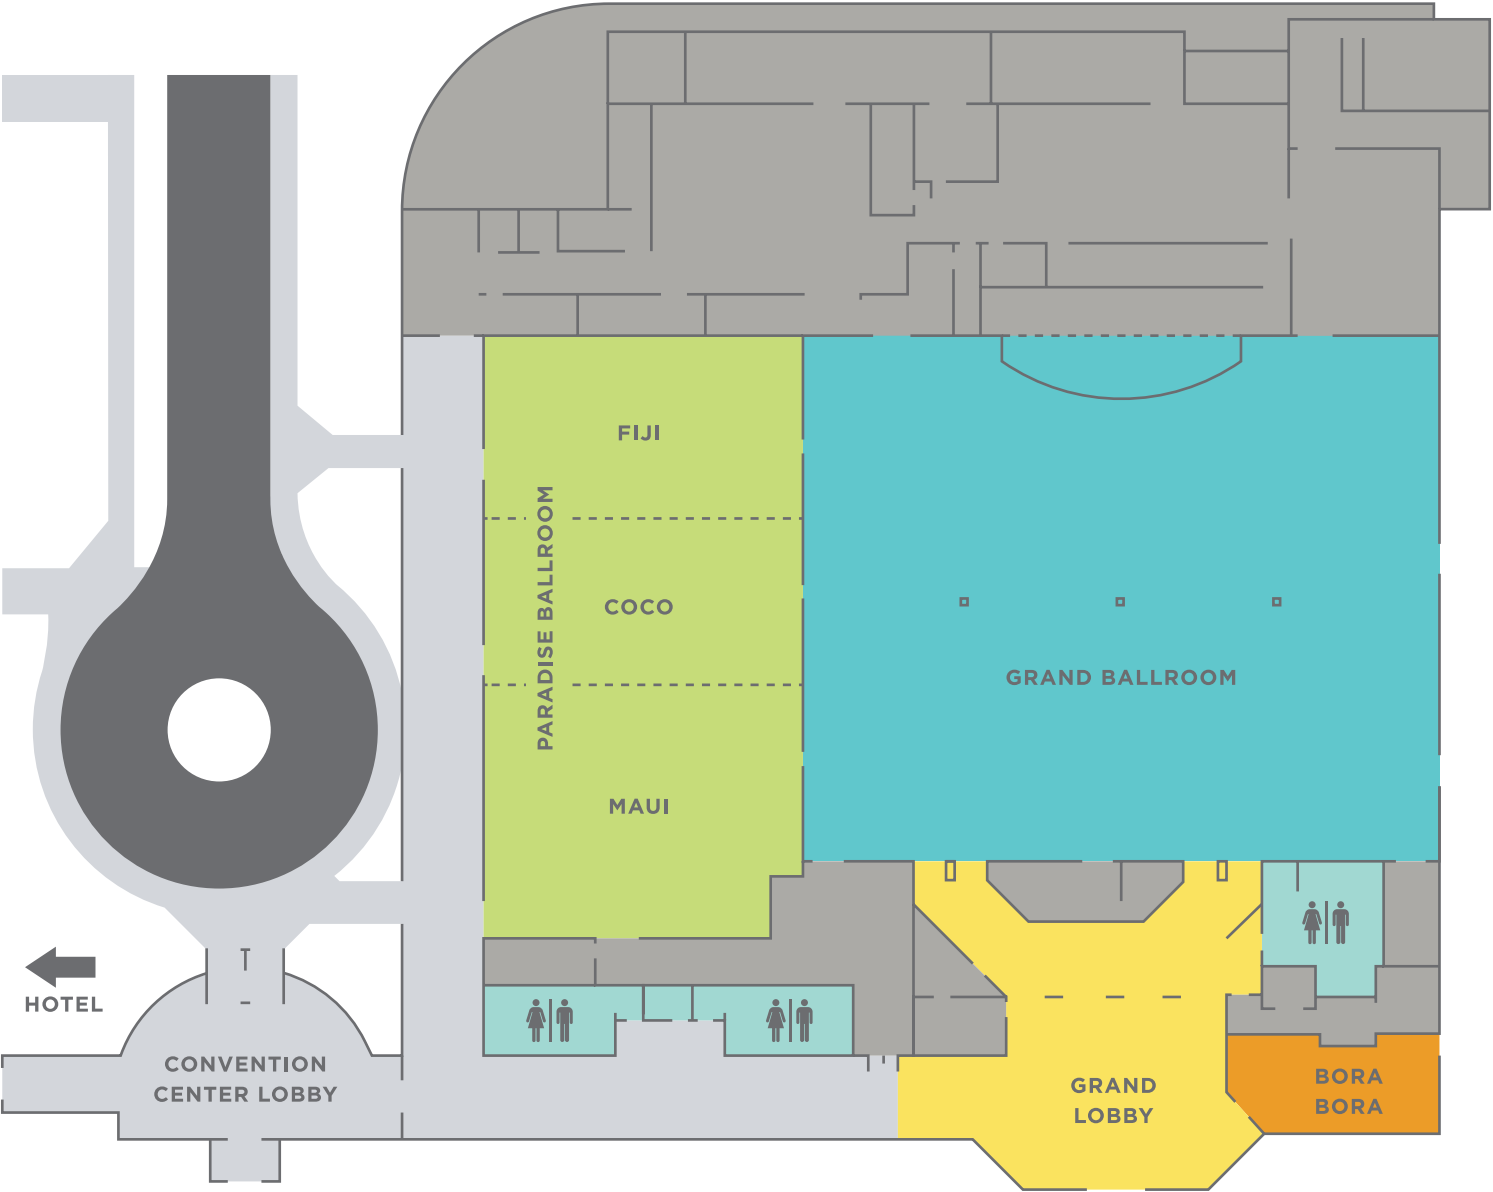 FIJI
PARADISE BALLROOM
COCO
GRAND BALLROOM
MAUI
HOTEL
CONVENTION
CENTER LOBBY
GRAND
LOBBY
BORA
BORA